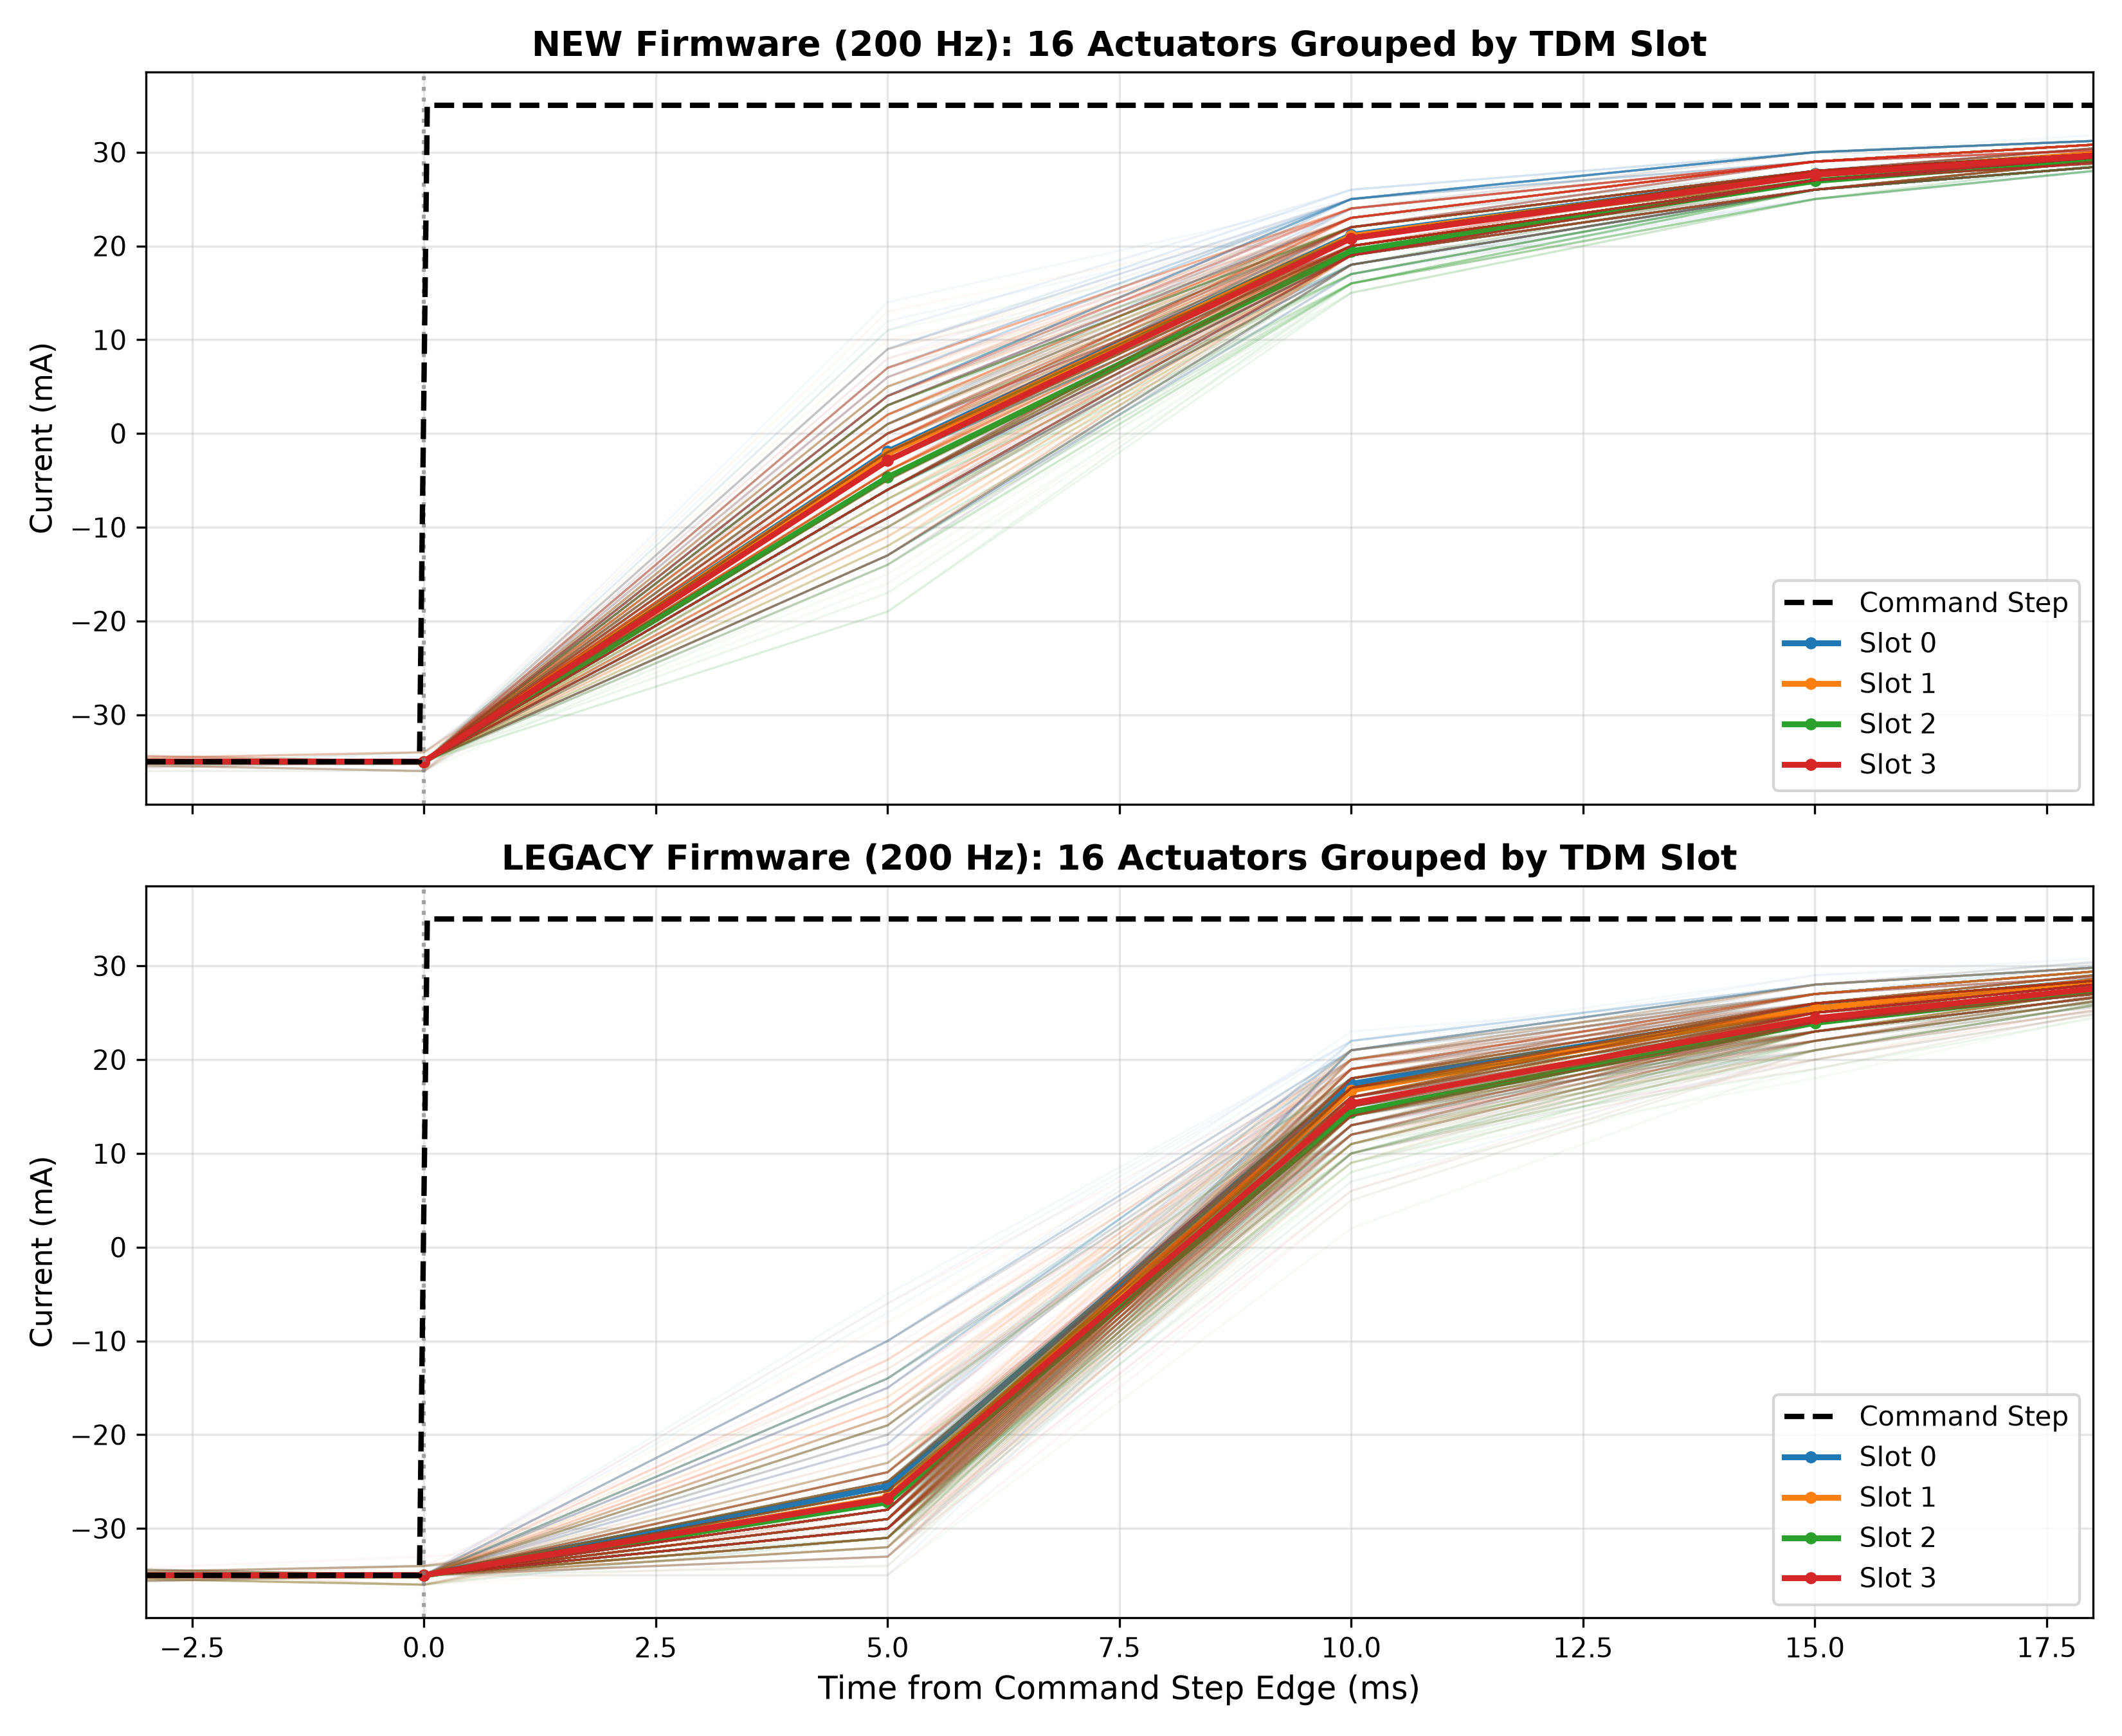 NEW Firmware (200 Hz): 16 Actuators Grouped by TDM Slot
Current (mA)
30
20
10
0
−10
−20
−30
Command Step
Slot 0
Slot 1
Slot 2
Slot 3
LEGACY Firmware (200 Hz): 16 Actuators Grouped by TDM Slot
Current (mA)
30
20
10
0
−10
−20
−30
Command Step
Slot 0
Slot 1
Slot 2
Slot 3
−2.5 0.0 2.5 5.0 7.5 10.0 12.5 15.0 17.5
Time from Command Step Edge (ms)